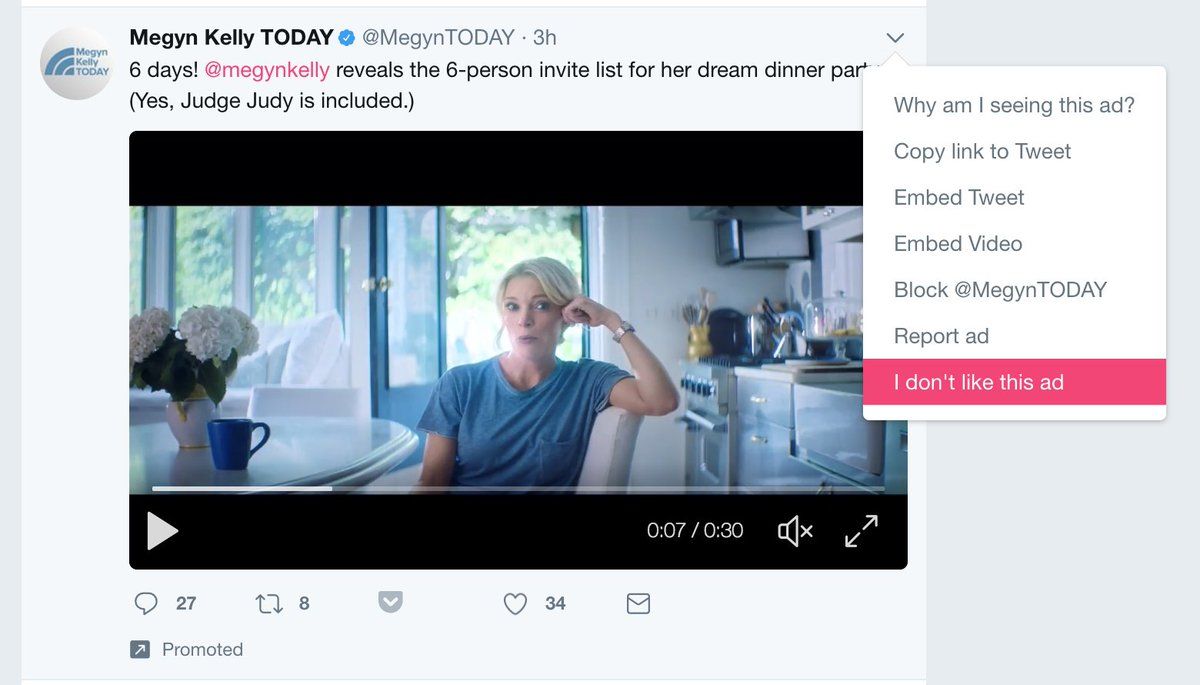 Megyn Kelly TODAY @MegynTODAY · 3h
Megyn
Kelly
TODAY
6 days! @megynkelly reveals the 6-person invite list for her dream dinner party
(Yes, Judge Judy is included.)
Why am I seeing this ad?
Copy link to Tweet
Embed Tweet
Embed Video
Block @MegynTODAY
Report ad
I don't like this ad
0:07 / 0:30
27 8 34
Promoted